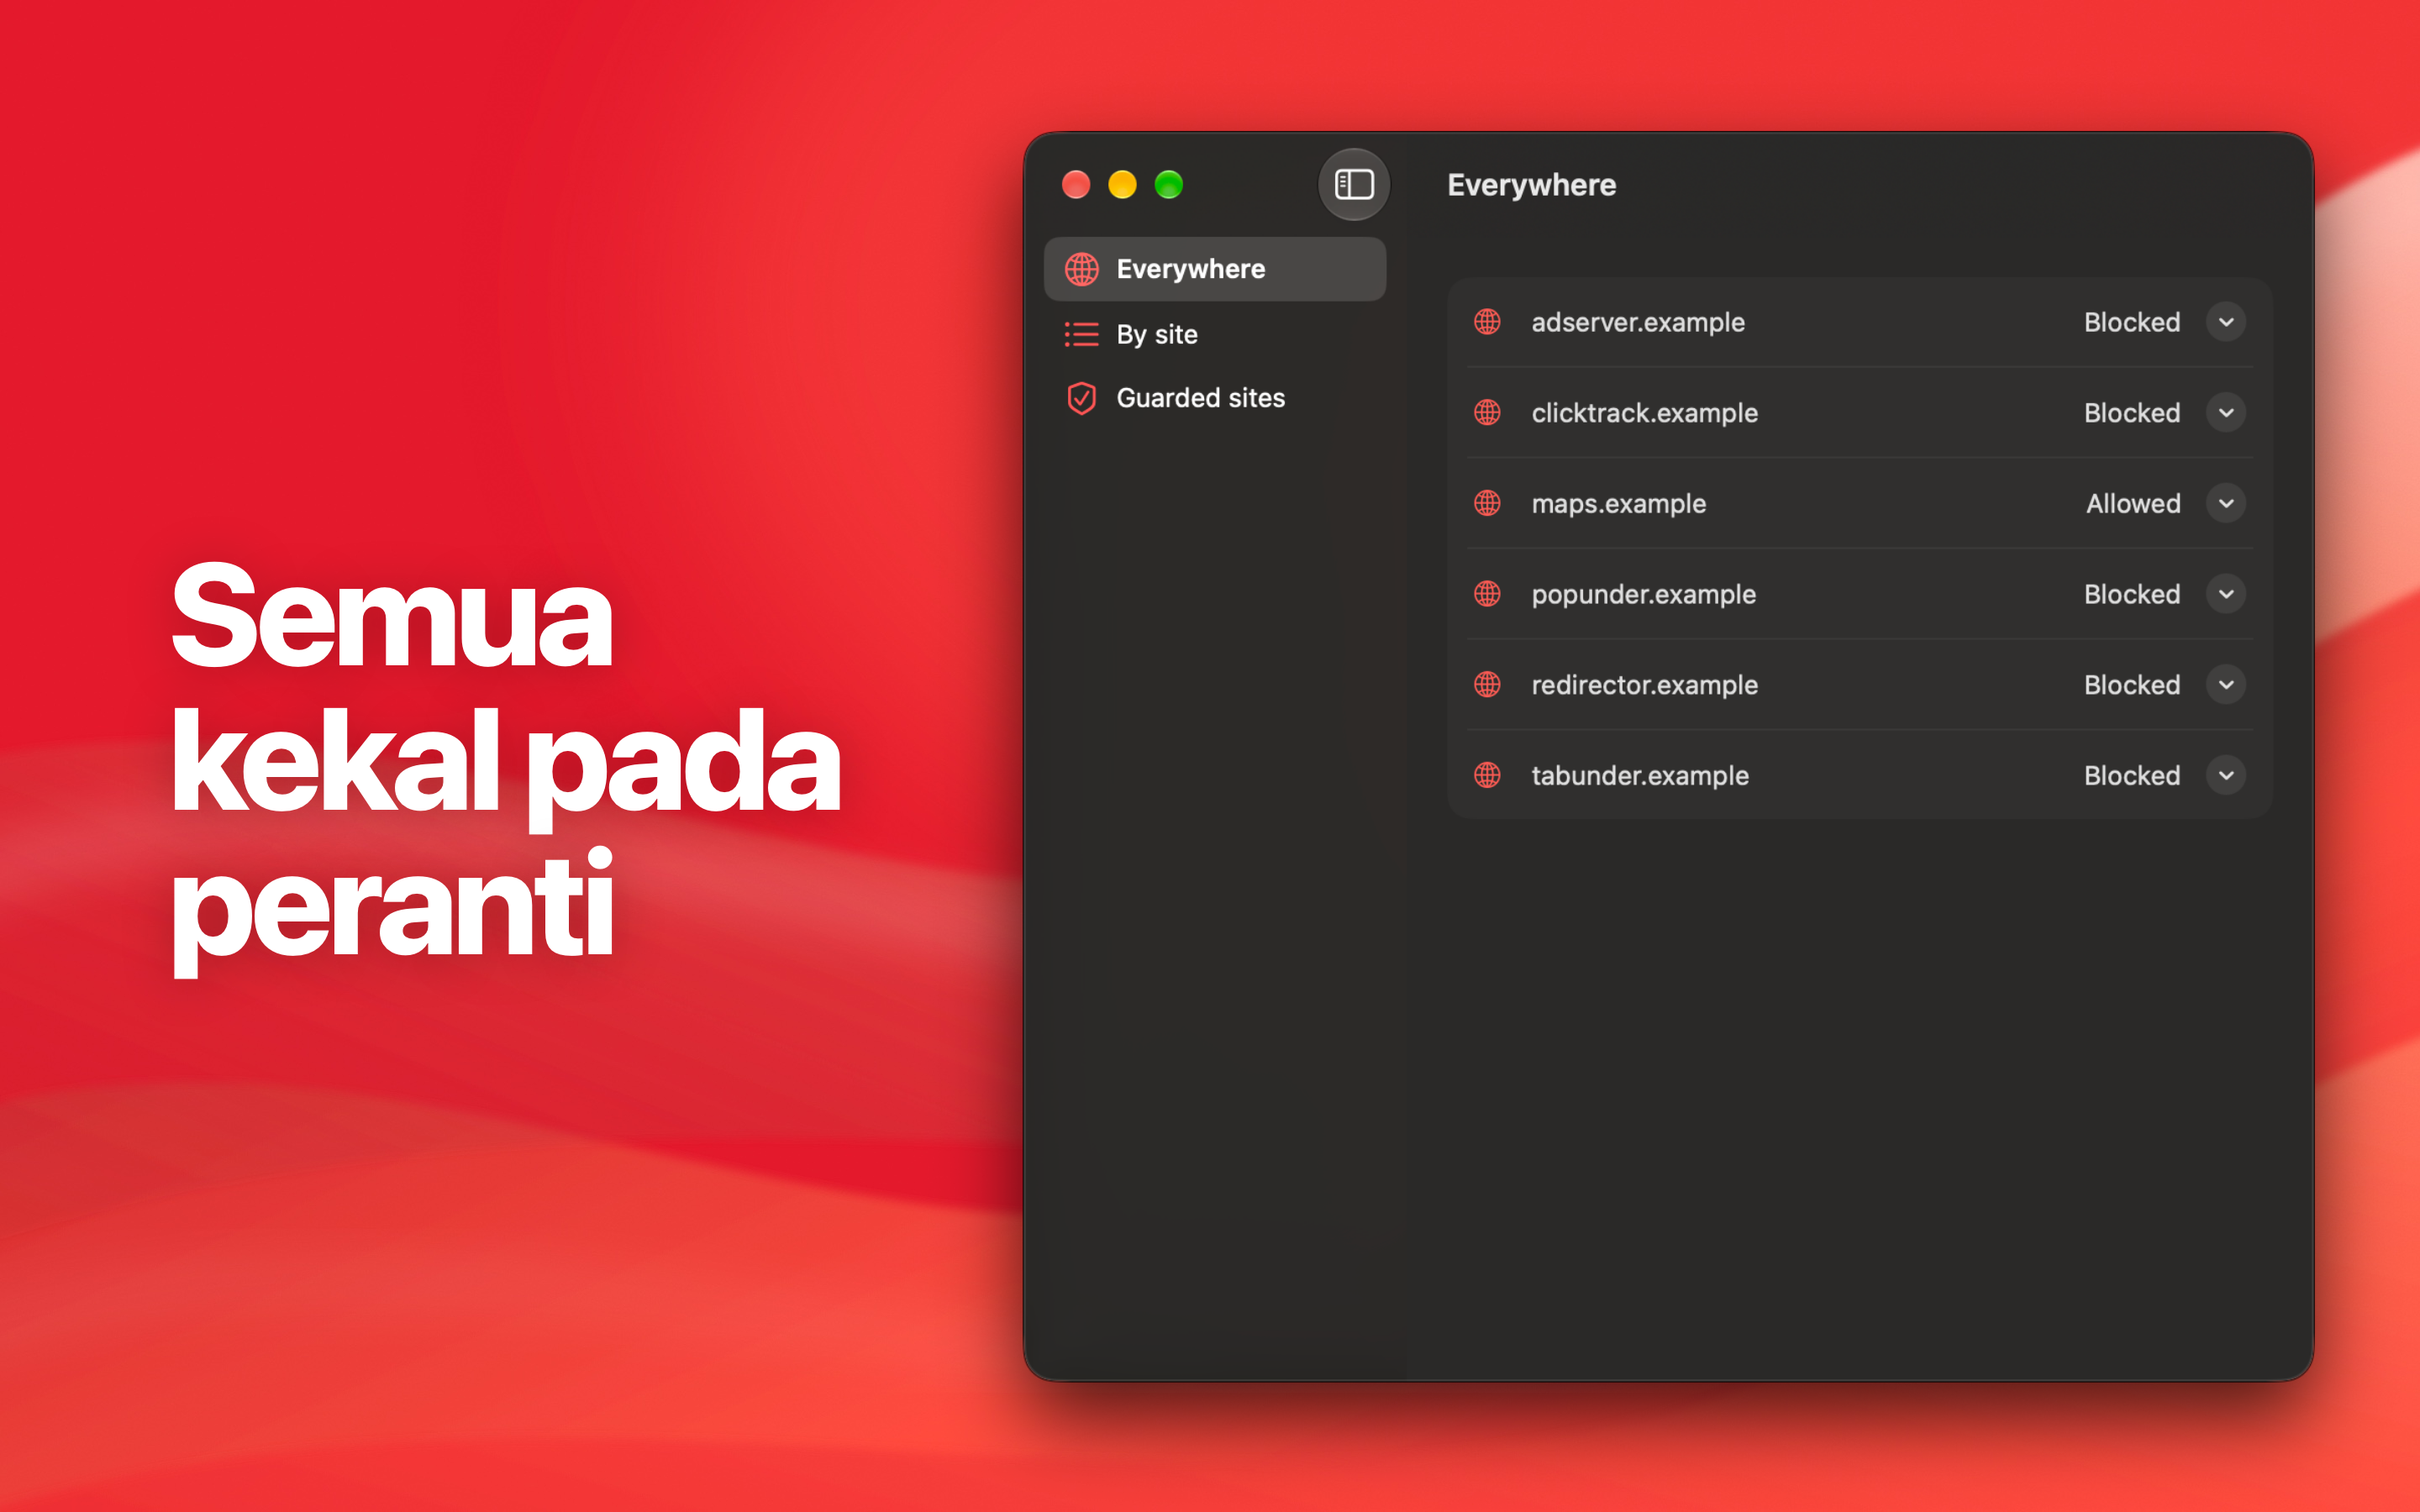 Semua
kekal pada
peranti
Everywhere
By site
Guarded sites
Everywhere
adserver.example Blocked
clicktrack.example Blocked
maps.example Allowed
popunder.example Blocked
redirector.example Blocked
tabunder.example Blocked